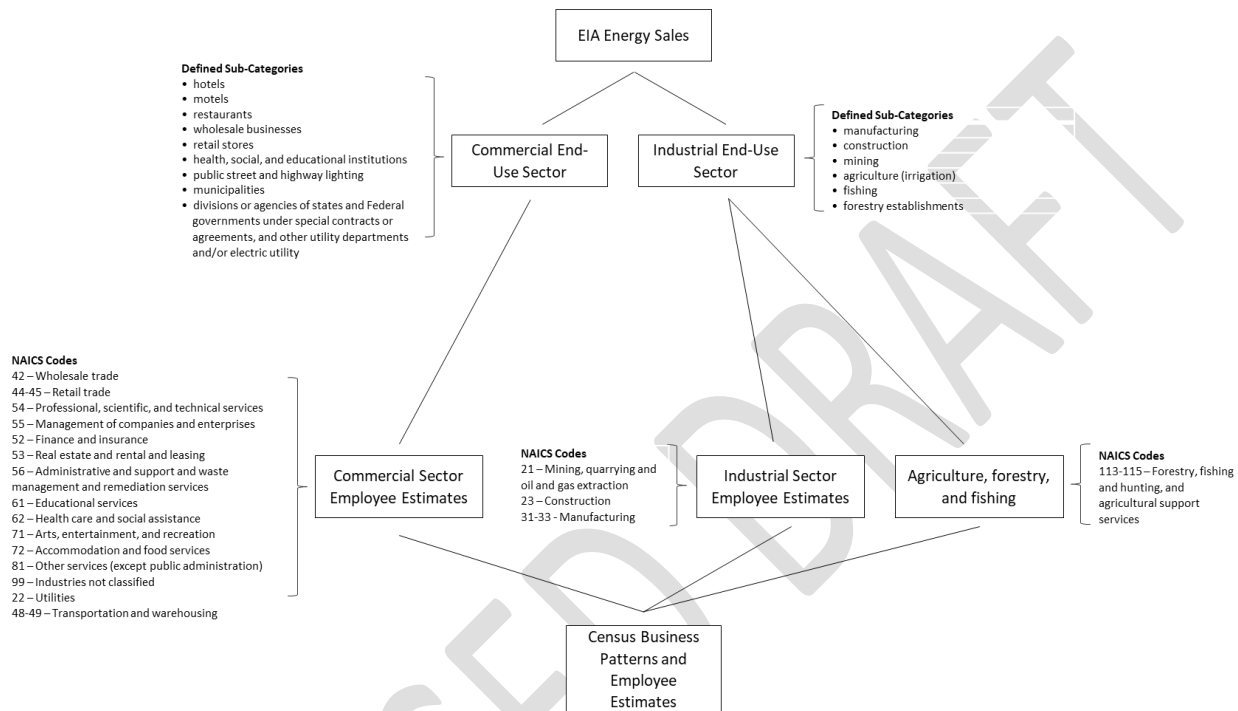 EIA Energy Sales
Defined Sub-Categories
• hotels
• motels
• restaurants
• wholesale businesses
• retail stores
• health, social, and educational institutions
• public street and highway lighting
• municipalities
• divisions or agencies of states and Federal
governments under special contracts or
agreements, and other utility departments
and/or electric utility
Commercial End-
Use Sector
Industrial End-Use
Sector
Defined Sub-Categories
• manufacturing
• construction
• mining
• agriculture (irrigation)
• fishing
• forestry establishments
NAICS Codes
42 – Wholesale trade
44-45 – Retail trade
54 – Professional, scientific, and technical services
55 – Management of companies and enterprises
52 – Finance and insurance
53 – Real estate and rental and leasing
56 – Administrative and support and waste
management and remediation services
61 – Educational services
62 – Health care and social assistance
71 – Arts, entertainment, and recreation
72 – Accommodation and food services
81 – Other services (except public administration)
99 – Industries not classified
22 – Utilities
48-49 – Transportation and warehousing
Commercial Sector
Employee Estimates
NAICS Codes
21 – Mining, quarrying and
oil and gas extraction
23 – Construction
31-33 - Manufacturing
Industrial Sector
Employee Estimates
Agriculture, forestry,
and fishing
NAICS Codes
113-115 – Forestry, fishing
and hunting, and
agricultural support
services
Census Business
Patterns and
Employee
Estimates
DRAFT